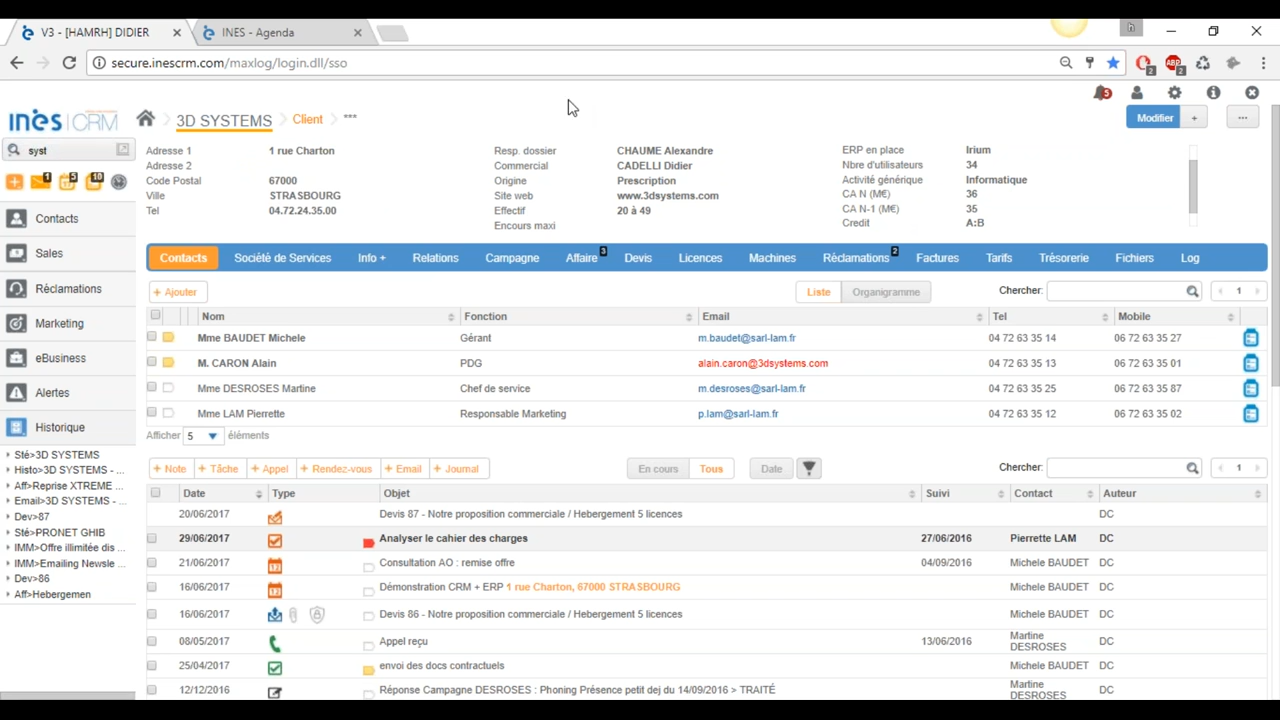 V3 - [HAMRH] DIDIER INES - Agenda h
secure.inescrm.com/maxlog/login.dll/sso 2 ABP 2
5
inès CRM 3D SYSTEMS Client *** Modifier + ...
syst
1 5 10
Adresse 1 1 rue Charton Resp. dossier CHAUME Alexandre ERP en place Irium
Adresse 2 Commercial CADELLI Didier Nbre d'utilisateurs 34
Code Postal 67000 Origine Prescription Activité générique Informatique
Ville STRASBOURG Site web www.3dsystems.com CA N (M€) 36
Tel 04.72.24.35.00 Effectif 20 à 49 CA N-1 (M€) 35
Encours maxi Credit A:B
Contacts
Sales
Réclamations
Marketing
eBusiness
Alertes
Historique
Sté>3D SYSTEMS
Histo>3D SYSTEMS - ...
Aff>Reprise XTREME ...
Email>3D SYSTEMS - ...
Dev>87
Sté>PRONET GHIB
IMM>Offre illimitée dis ...
IMM>Emailing Newsle ...
Dev>86
Aff>Hebergemen
Contacts Société de Services Info + Relations Campagne Affaire 3 Devis Licences Machines Réclamations 2 Factures Tarifs Trésorerie Fichiers Log
+ Ajouter Liste Organigramme Chercher: 1
Nom Fonction Email Tel Mobile
Mme BAUDET Michele Gérant m.baudet@sarl-lam.fr 04 72 63 35 14 06 72 63 35 27
M. CARON Alain PDG alain.caron@3dsystems.com 04 72 63 35 13 06 72 63 35 01
Mme DESROSES Martine Chef de service m.desroses@sarl-lam.fr 04 72 63 35 25 06 72 63 35 87
Mme LAM Pierrette Responsable Marketing p.lam@sarl-lam.fr 04 72 63 35 12 06 72 63 35 02
Afficher 5 éléments
+ Note + Tâche + Appel + Rendez-vous + Email + Journal En cours Tous Date Chercher: 1
Date Type Objet Suivi Contact Auteur
20/06/2017 Devis 87 - Notre proposition commerciale / Hebergement 5 licences DC
29/06/2017 Analyser le cahier des charges 27/06/2016 Pierrette LAM DC
21/06/2017 12 Consultation AO : remise offre 04/09/2016 Michele BAUDET DC
16/06/2017 12 Démonstration CRM + ERP 1 rue Charton, 67000 STRASBOURG Michele BAUDET DC
16/06/2017 Devis 86 - Notre proposition commerciale / Hebergement 5 licences Michele BAUDET DC
08/05/2017 Appel reçu 13/06/2016 Martine DESROSES DC
25/04/2017 envoi des docs contractuels Michele BAUDET DC
12/12/2016 Réponse Campagne DESROSES : Phoning Présence petit dej du 14/09/2016 > TRAITÉ Martine DESROSES DC